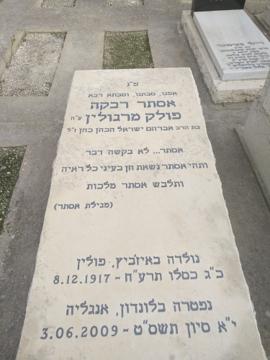 פ"נ
אמנו, סבתנו, וסבתא רבא
אסתר רבקה
פולק מרגולין ע"ה
בת הרב אברהם ישראל הכהן כהן ז"ל
אסתר... לא בקשה דבר
ותהי אסתר נשאת חן בעיני כל ראיה
ותלבש אסתר מלכות
(מגילת אסתר)
נולדה באיזביץ, פולין
כ"ג כסלו תרע"ח - 8.12.1917
נפטרה בלונדון, אנגליה
י"א סיון תשס"ט - 3.06.2009